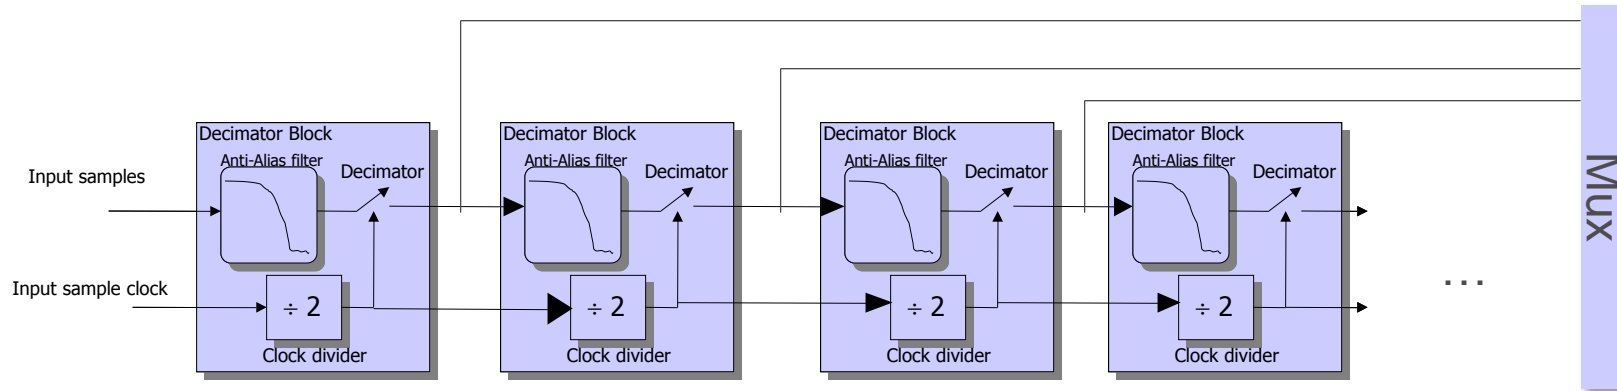 Input samples
Input sample clock
Decimator Block
Anti-Alias filter
Decimator
÷ 2
Clock divider
Decimator Block
Anti-Alias filter
Decimator
÷ 2
Clock divider
Decimator Block
Anti-Alias filter
Decimator
÷ 2
Clock divider
Decimator Block
Anti-Alias filter
Decimator
÷ 2
Clock divider
...
Mux